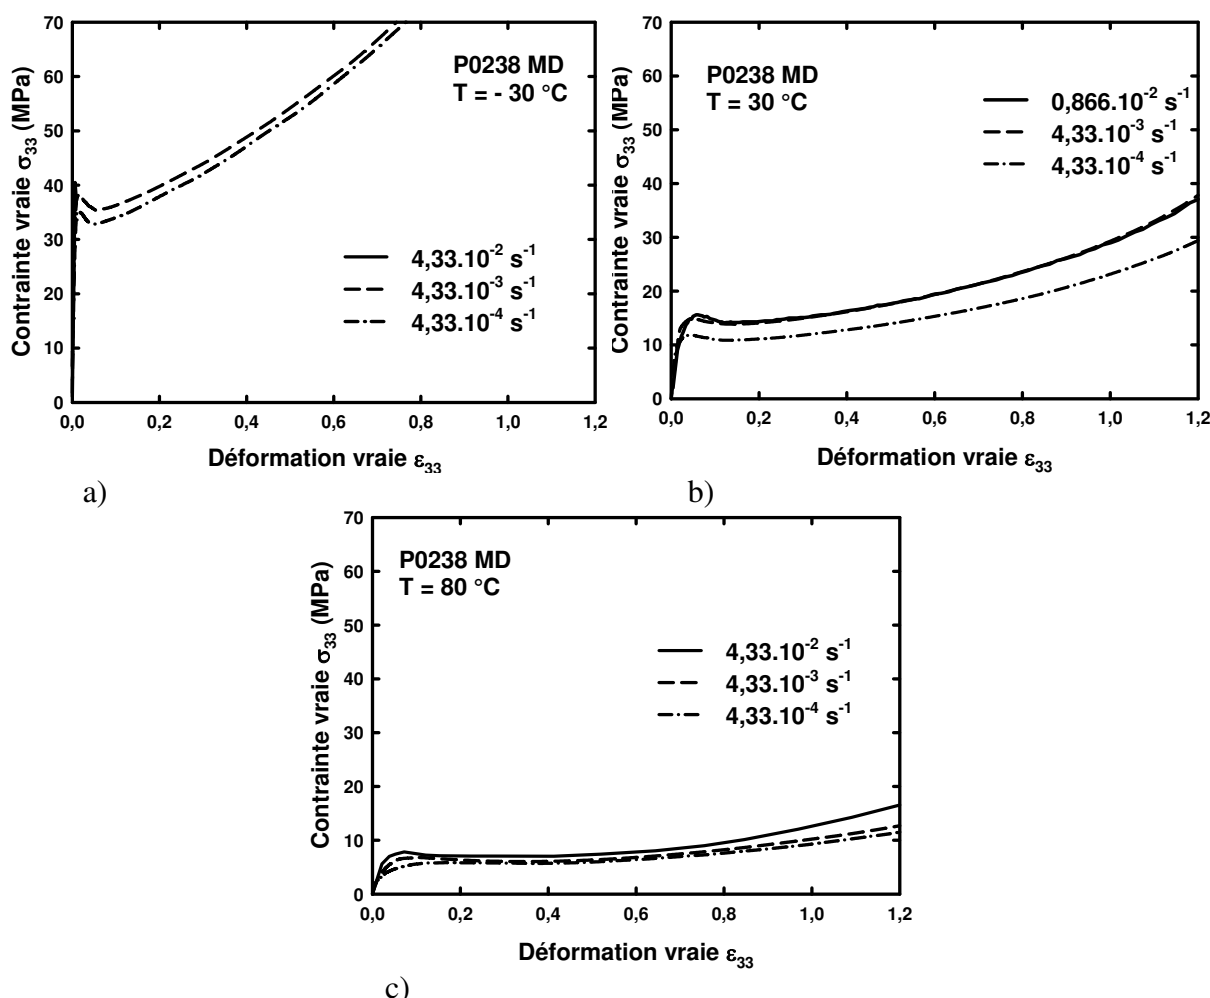 70
60
50
40
30
20
10
0
0,0 0,2 0,4 0,6 0,8 1,0 1,2
Contrainte vraie σ33 (MPa)
Déformation vraie ε33
P0238 MD
T = - 30 °C
4,33.10-2 s-1
4,33.10-3 s-1
4,33.10-4 s-1
a)
70
60
50
40
30
20
10
0
0,0 0,2 0,4 0,6 0,8 1,0 1,2
Contrainte vraie σ33 (MPa)
Déformation vraie ε33
P0238 MD
T = 30 °C
0,866.10-2 s-1
4,33.10-3 s-1
4,33.10-4 s-1
b)
70
60
50
40
30
20
10
0
0,0 0,2 0,4 0,6 0,8 1,0 1,2
Contrainte vraie σ33 (MPa)
Déformation vraie ε33
P0238 MD
T = 80 °C
4,33.10-2 s-1
4,33.10-3 s-1
4,33.10-4 s-1
c)